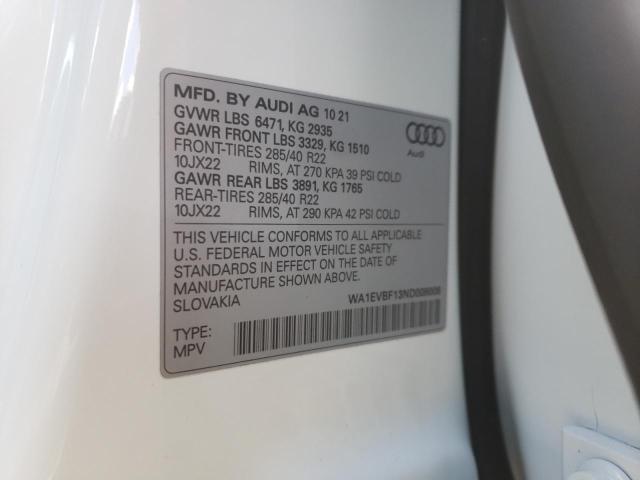 MFD. BY AUDI AG 10 21
GVWR LBS 6471, KG 2935
GAWR FRONT LBS 3329, KG 1510
FRONT-TIRES 285/40 R22
10JX22 RIMS, AT 270 KPA 39 PSI COLD
GAWR REAR LBS 3891, KG 1765
REAR-TIRES 285/40 R22
10JX22 RIMS, AT 290 KPA 42 PSI COLD
Audi
THIS VEHICLE CONFORMS TO ALL APPLICABLE
U.S. FEDERAL MOTOR VEHICLE SAFETY
STANDARDS IN EFFECT ON THE DATE OF
MANUFACTURE SHOWN ABOVE.
SLOVAKIA
TYPE:
MPV